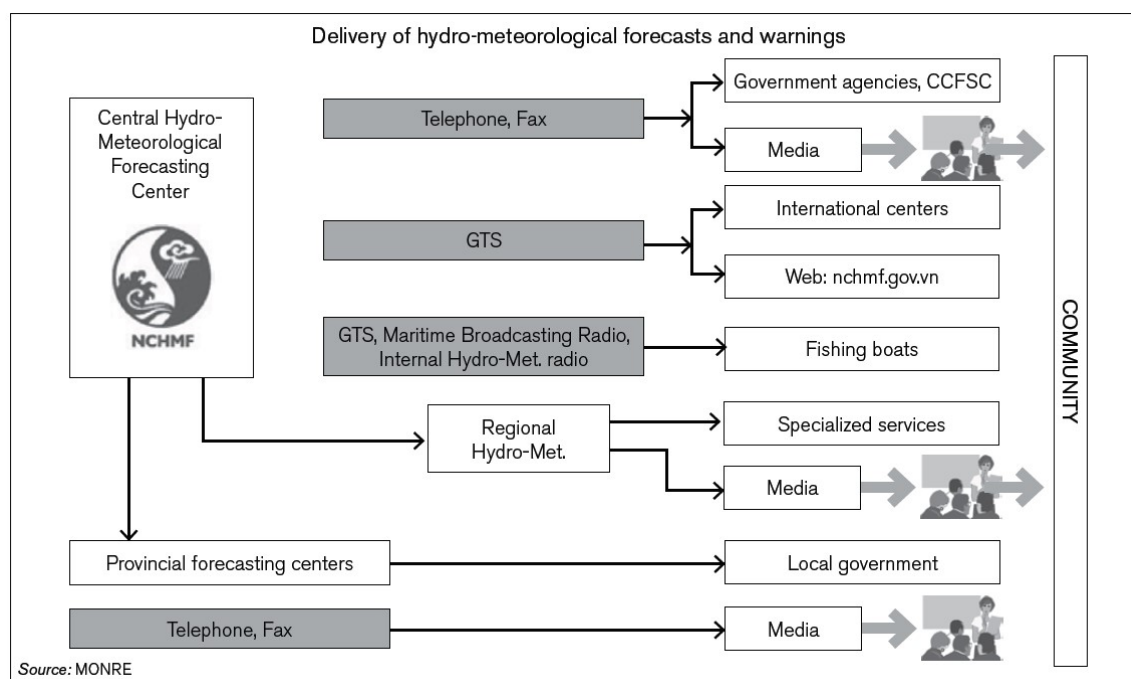 Delivery of hydro-meteorological forecasts and warnings
Central Hydro-
Meteorological
Forecasting
Center
NCHMF
Telephone, Fax
Government agencies, CCFSC
Media
GTS
International centers
Web: nchmf.gov.vn
GTS, Maritime Broadcasting Radio,
Internal Hydro-Met. radio
Fishing boats
Regional
Hydro-Met.
Specialized services
Media
Provincial forecasting centers
Local government
Telephone, Fax
Media
COMMUNITY
Source: MONRE